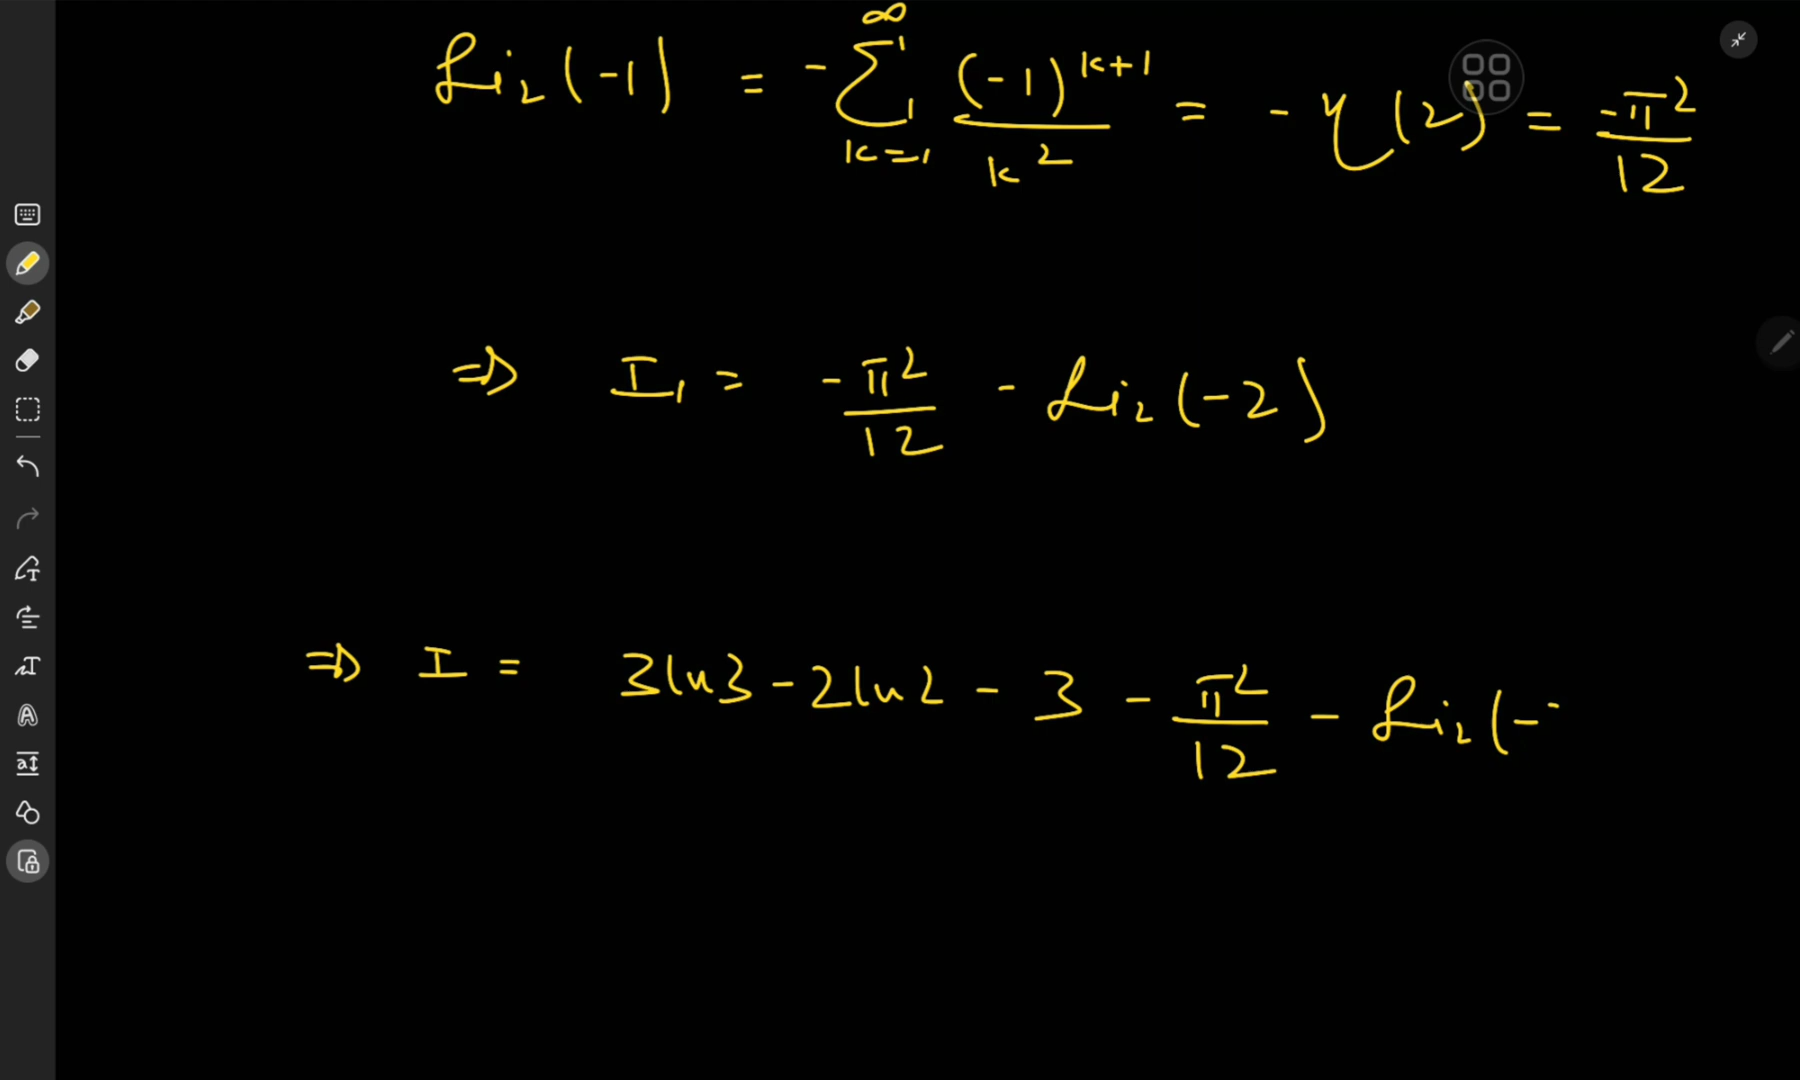 Li₂(-1) = -∑_{k=1}^{∞} (-1)^{k+1}/k² = -η(2) = -π²/12
⇒ I₁ = -π²/12 - Li₂(-2)
⇒ I = 3ln3 - 2ln2 - 3 - π²/12 - Li₂(-